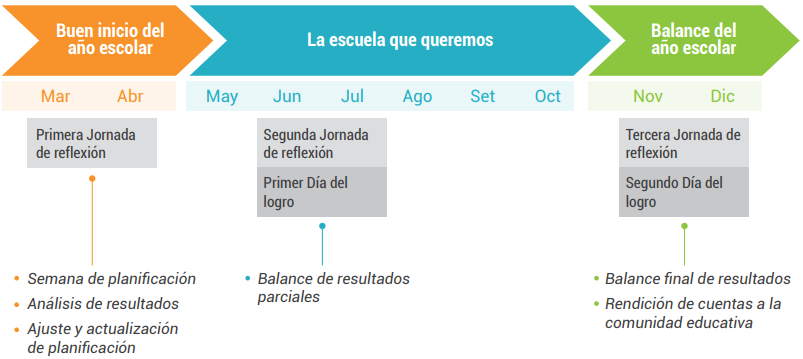 Buen inicio del
año escolar
La escuela que queremos
Balance del
año escolar
Mar Abr May Jun Jul Ago Set Oct Nov Dic
Primera Jornada
de reflexión
Segunda Jornada
de reflexión
Primer Día del
logro
Tercera Jornada de
reflexión
Segundo Día del
logro
• Semana de planificación
• Análisis de resultados
• Ajuste y actualización
de planificación
• Balance de resultados
parciales
• Balance final de resultados
• Rendición de cuentas a la
comunidad educativa